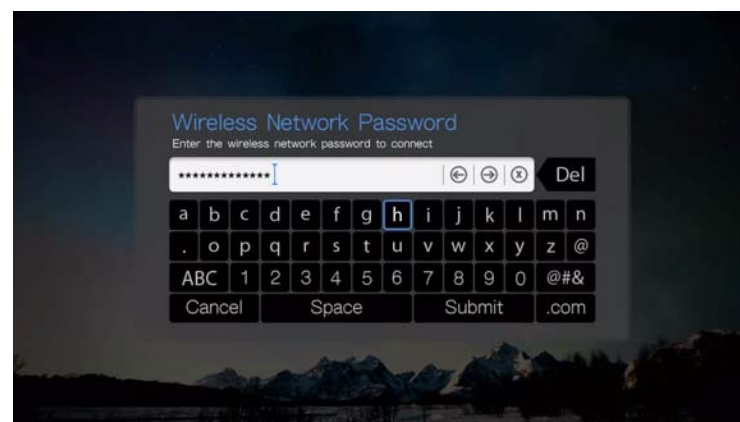 Wireless Network Password
Enter the wireless network password to connect
************* Del
a b c d e f g h i j k l m n
. o p q r s t u v w x y z @
ABC 1 2 3 4 5 6 7 8 9 0 @#&
Cancel Space Submit .com